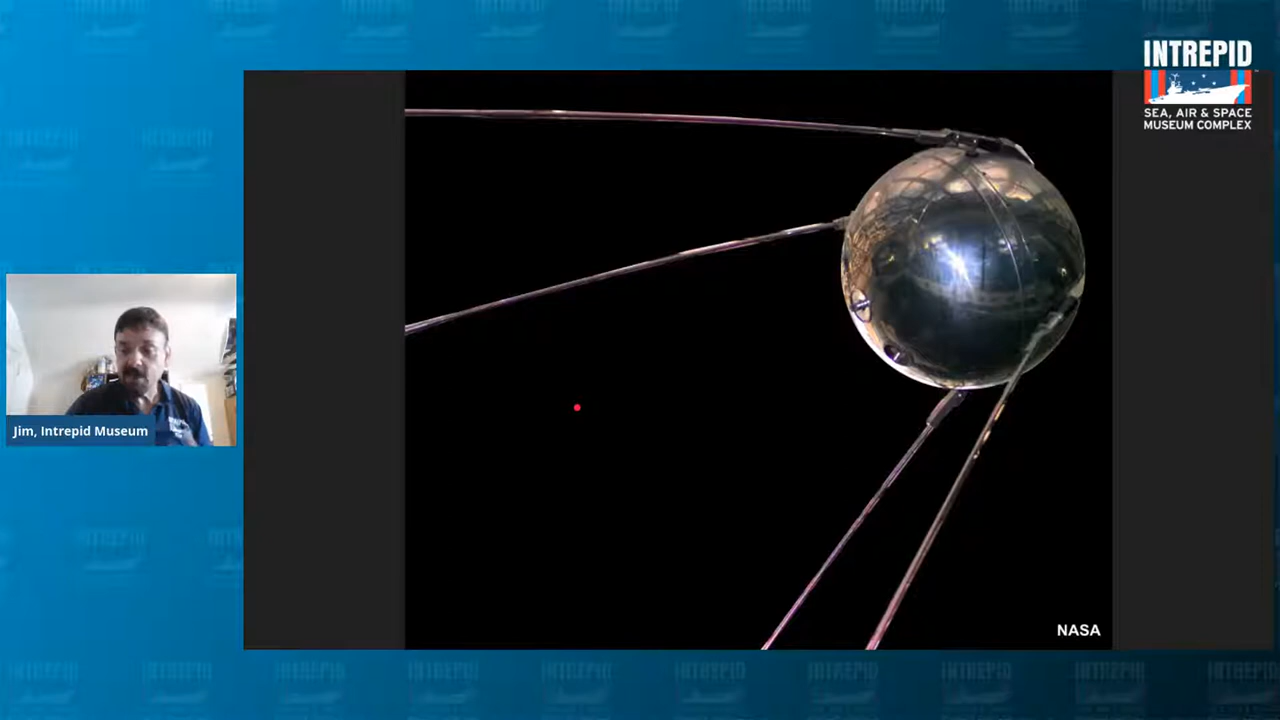 INTREPID
SEA, AIR & SPACE
MUSEUM COMPLEX
Jim, Intrepid Museum
NASA